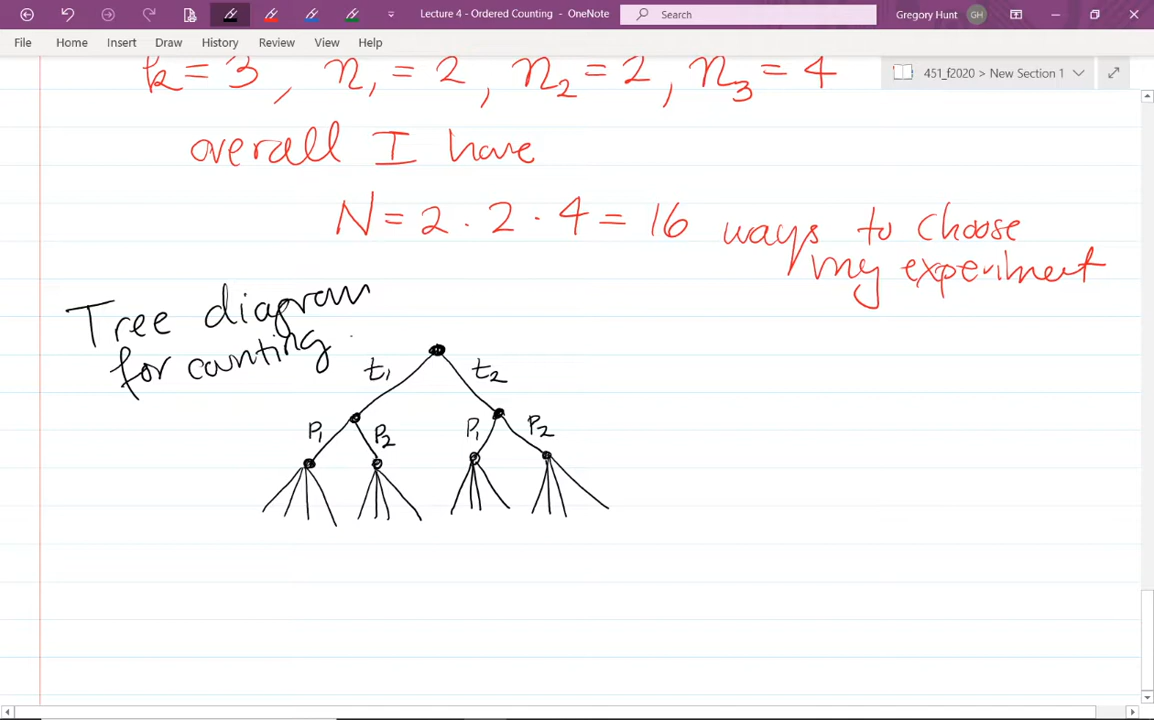 Lecture 4 - Ordered Counting - OneNote
Search
Gregory Hunt
GH
File Home Insert Draw History Review View Help
451_f2020 > New Section 1
k = 3, n₁ = 2, n₂ = 2, n₃ = 4
overall I have
N = 2 · 2 · 4 = 16 ways to choose
my experiment
Tree diagram
for counting
t₁ t₂
P₁ P₂ P₁ P₂